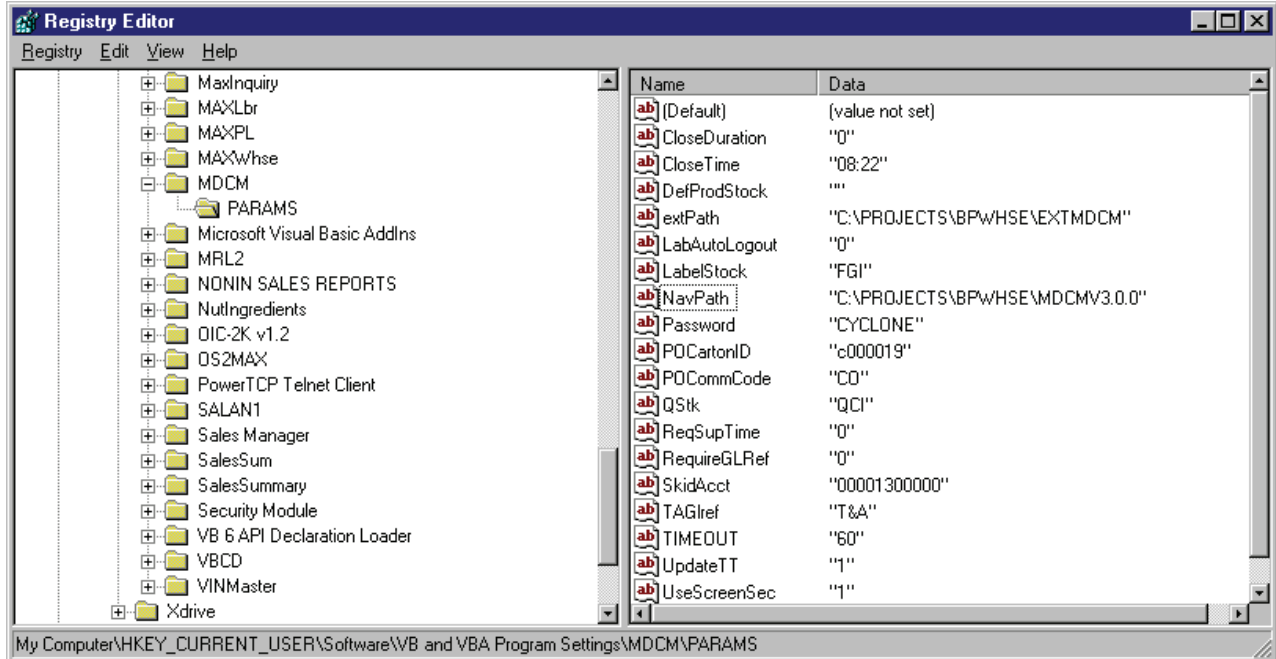 Registry Editor
Registry Edit View Help
MaxInquiry
MAXLbr
MAXPL
MAXWhse
MDCM
PARAMS
Microsoft Visual Basic AddIns
MRL2
NONIN SALES REPORTS
NutIngredients
OIC-2K v1.2
OS2MAX
PowerTCP Telnet Client
SALAN1
Sales Manager
SalesSum
SalesSummary
Security Module
VB 6 API Declaration Loader
VBCD
VINMaster
Xdrive
Name Data
(Default) (value not set)
CloseDuration "0"
CloseTime "08:22"
DefProdStock ""
extPath "C:\PROJECTS\BPWHSE\EXTMDCM"
LabAutoLogout "0"
LabelStock "FGI"
NavPath "C:\PROJECTS\BPWHSE\MDCMV3.0.0"
Password "CYCLONE"
POCartonID "c000019"
POCommCode "CO"
QStk "QCI"
ReqSupTime "0"
RequireGLRef "0"
SkidAcct "00001300000"
TAGIref "T&A"
TIMEOUT "60"
UpdateTT "1"
UseScreenSec "1"
My Computer\HKEY_CURRENT_USER\Software\VB and VBA Program Settings\MDCM\PARAMS